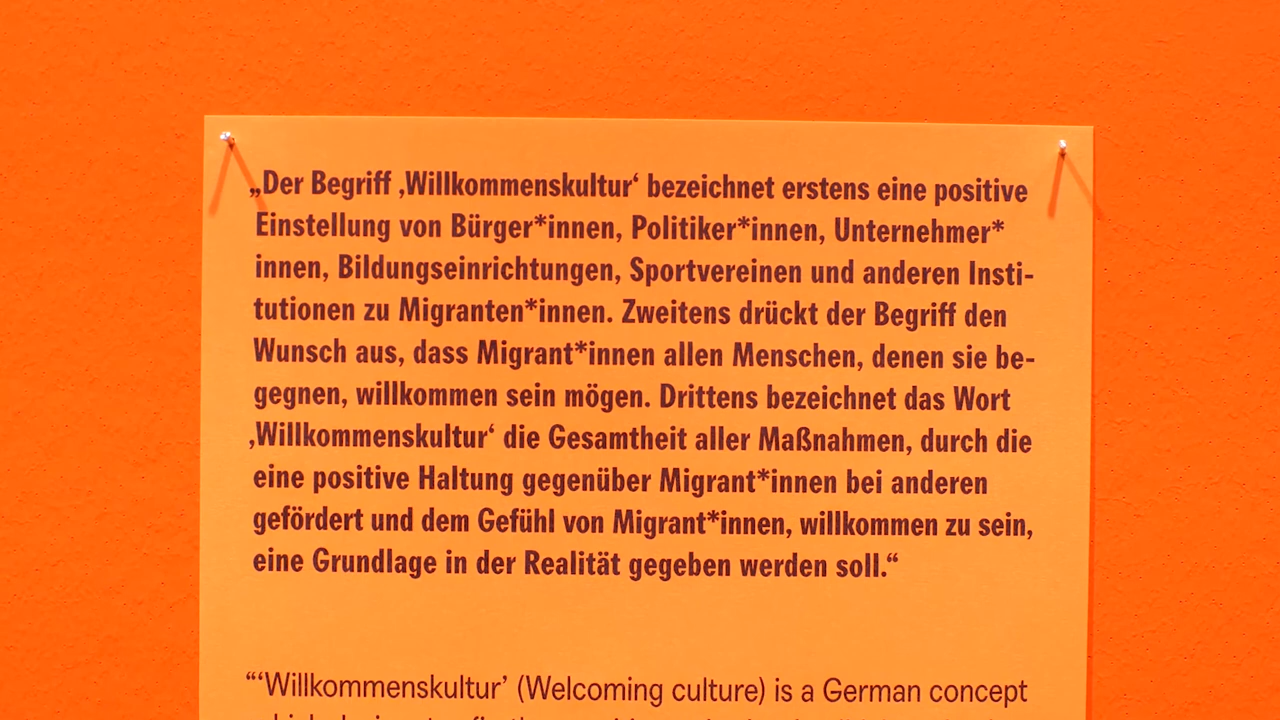 „Der Begriff ‚Willkommenskultur‘ bezeichnet erstens eine positive
Einstellung von Bürger*innen, Politiker*innen, Unternehmer*
innen, Bildungseinrichtungen, Sportvereinen und anderen Insti-
tutionen zu Migranten*innen. Zweitens drückt der Begriff den
Wunsch aus, dass Migrant*innen allen Menschen, denen sie be-
gegnen, willkommen sein mögen. Drittens bezeichnet das Wort
‚Willkommenskultur‘ die Gesamtheit aller Maßnahmen, durch die
eine positive Haltung gegenüber Migrant*innen bei anderen
gefördert und dem Gefühl von Migrant*innen, willkommen zu sein,
eine Grundlage in der Realität gegeben werden soll.“
“‘Willkommenskultur’ (Welcoming culture) is a German concept